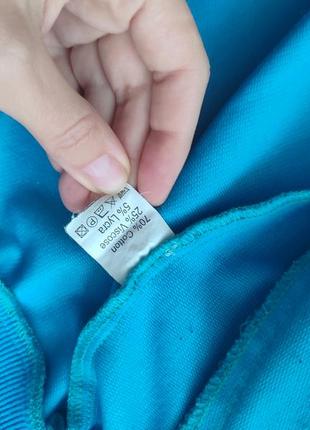 70% Cotton
25% Viscose
5% Lycra